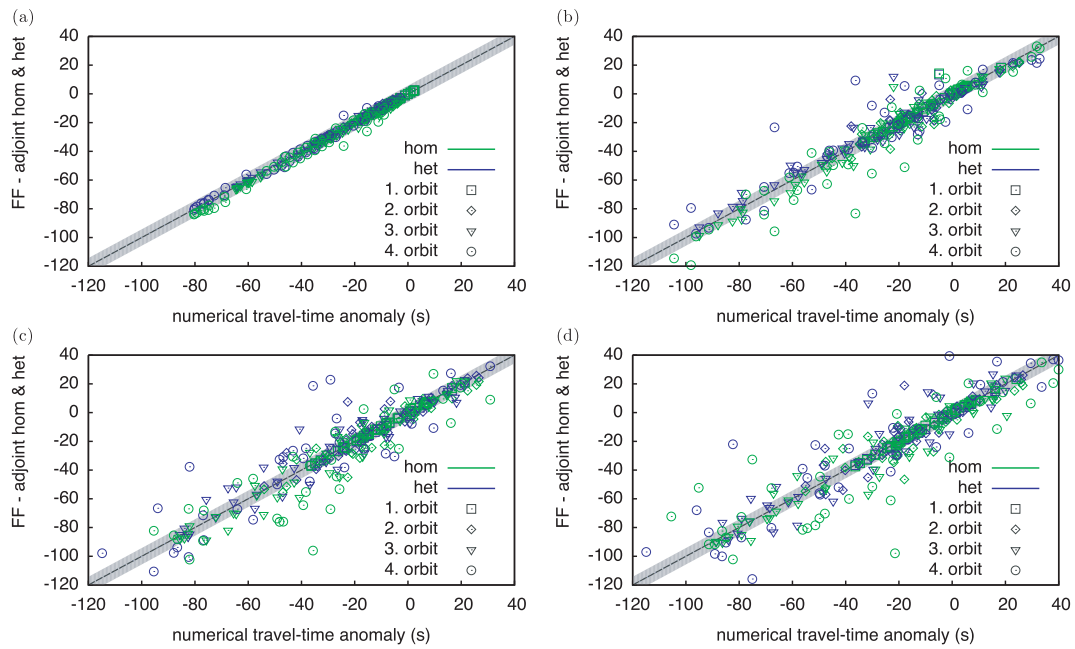 (a)
FF - adjoint hom & het
40
20
0
-20
-40
-60
-80
-100
-120
hom
het
1. orbit
2. orbit
3. orbit
4. orbit
-120 -100 -80 -60 -40 -20 0 20 40
numerical travel-time anomaly (s)
(b)
FF - adjoint hom & het
40
20
0
-20
-40
-60
-80
-100
-120
hom
het
1. orbit
2. orbit
3. orbit
4. orbit
-120 -100 -80 -60 -40 -20 0 20 40
numerical travel-time anomaly (s)
(c)
FF - adjoint hom & het
40
20
0
-20
-40
-60
-80
-100
-120
hom
het
1. orbit
2. orbit
3. orbit
4. orbit
-120 -100 -80 -60 -40 -20 0 20 40
numerical travel-time anomaly (s)
(d)
FF - adjoint hom & het
40
20
0
-20
-40
-60
-80
-100
-120
hom
het
1. orbit
2. orbit
3. orbit
4. orbit
-120 -100 -80 -60 -40 -20 0 20 40
numerical travel-time anomaly (s)